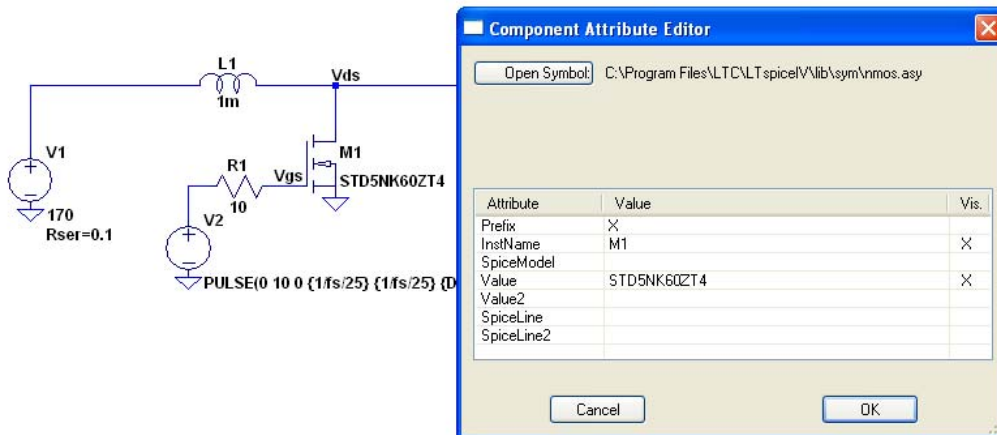 L1
1m
Vds
V1
170
Rser=0.1
R1
10
Vgs
M1
STD5NK60ZT4
V2
PULSE(0 10 0 {1/fs/25} {1/fs/25} {D
Component Attribute Editor
Open Symbol: C:\Program Files\LTC\LTspiceIV\lib\sym\nmos.asy
Attribute Value Vis.
Prefix X
InstName M1 X
SpiceModel
Value STD5NK60ZT4 X
Value2
SpiceLine
SpiceLine2
Cancel OK